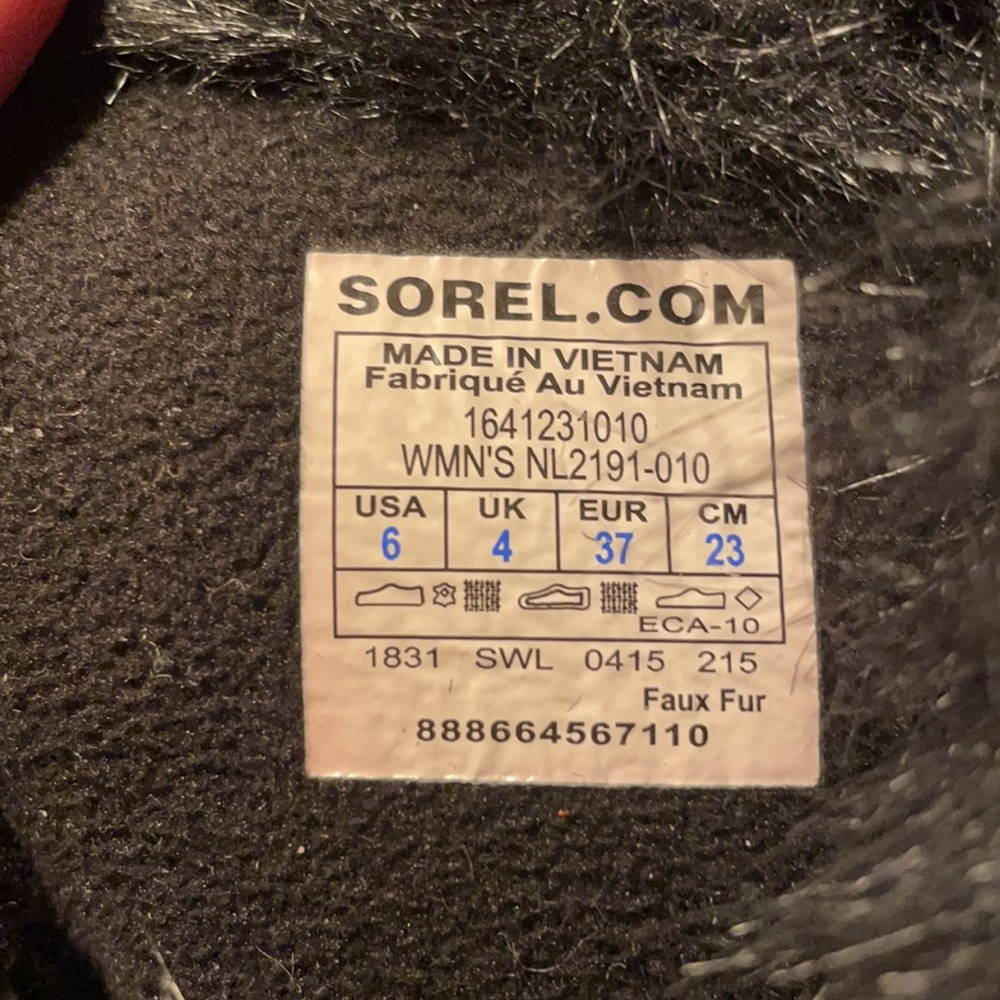 SOREL.COM
MADE IN VIETNAM
Fabriqué Au Vietnam
1641231010
WMN'S NL2191-010
USA UK EUR CM
6 4 37 23
ECA-10
1831 SWL 0415 215
Faux Fur
888664567110